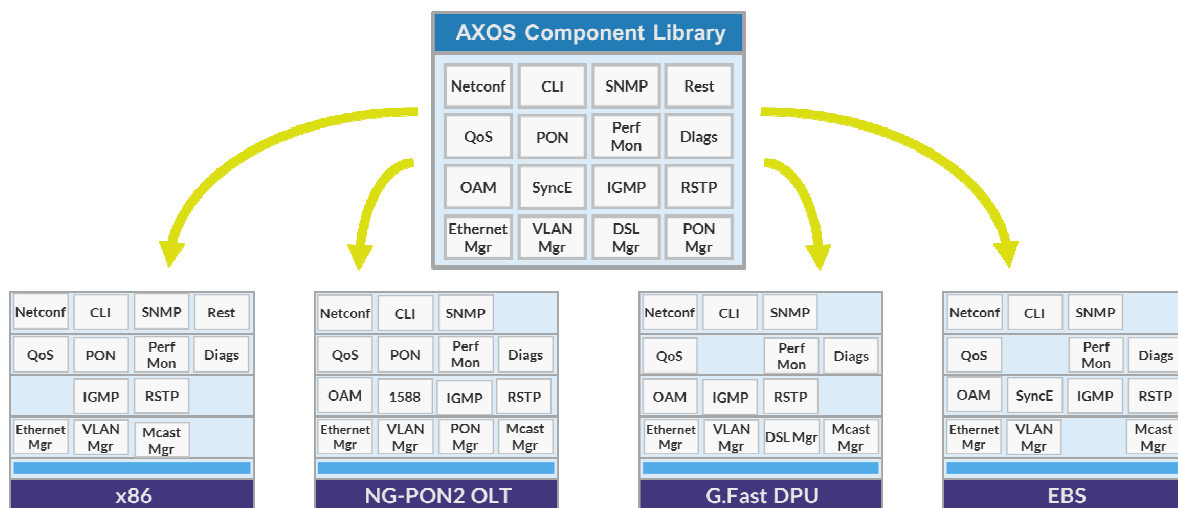 AXOS Component Library
Netconf CLI SNMP Rest
QoS PON Perf Mon Diags
OAM SyncE IGMP RSTP
Ethernet Mgr VLAN Mgr DSL Mgr PON Mgr
Netconf CLI SNMP Rest
QoS PON Perf Mon Diags
IGMP RSTP
Ethernet Mgr VLAN Mgr Mcast Mgr
x86
Netconf CLI SNMP
QoS PON Perf Mon Diags
OAM 1588 IGMP RSTP
Ethernet Mgr VLAN Mgr PON Mgr Mcast Mgr
NG-PON2 OLT
Netconf CLI SNMP
QoS Perf Mon Diags
OAM IGMP RSTP
Ethernet Mgr VLAN Mgr DSL Mgr Mcast Mgr
G.Fast DPU
Netconf CLI SNMP
QoS Perf Mon Diags
OAM SyncE IGMP RSTP
Ethernet Mgr VLAN Mgr Mcast Mgr
EBS